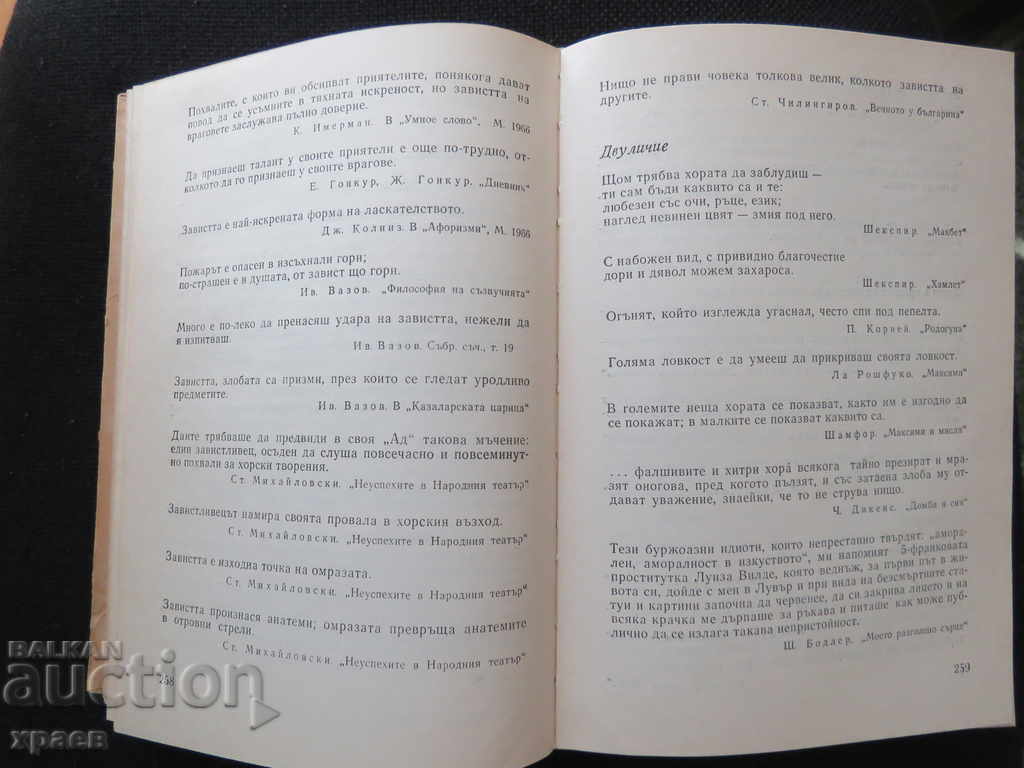 Похвалите, с които ви обсипват приятелите, понякога дават
повод да се усъмните в тяхната искреност, но завистта на
враговете заслужава пълно доверие.
К. Имерман. В „Умное слово“, М. 1966
Да признаеш талант у своите приятели е още по-трудно, от-
колкото да го признаеш у своите врагове.
Е. Гонкур, Ж. Гонкур. „Дневник“
Завистта е най-искрената форма на ласкателството.
Дж. Колинз. В „Афоризми“, М. 1966
Пожарът е опасен в изсъхнали гори;
по-страшен е в душата, от завист що гори.
Ив. Вазов. „Философия на съзвучията“
Много е по-леко да пренасяш удара на завистта, нежели да
я изпитваш.
Ив. Вазов. Събр. съч., т. 19
Завистта, злобата са призми, през които се гледат уродливо
предметите.
Ив. Вазов. В „Казаларската царица“
Данте трябваше да предвиди в своя „Ад“ такова мъчение:
един завистливец, осъден да слуша повсечасно и повсеминут-
но похвали за хорски творения.
Ст. Михайловски. „Неуспехите в Народния театър“
Завистливецът намира своята провала в хорския възход.
Ст. Михайловски. „Неуспехите в Народния театър“
Завистта е изходна точка на омразата.
Ст. Михайловски. „Неуспехите в Народния театър“
Завистта произнася анатеми; омразата превръща анатемите
в отровни стрели.
Ст. Михайловски. „Неуспехите в Народния театър“
258
Нищо не прави човека толкова велик, колкото завистта на
другите.
Ст. Чилингиров. „Вечното у българина“
Двуличие
Щом трябва хората да заблудиш —
ти сам бъди каквито са и те:
любезен със очи, ръце, език;
наглед невинен цвят — змия под него.
Шекспир. „Макбет“
С набожен вид, с привидно благочестие
дори и дявол можем захароса.
Шекспир. „Хамлет“
Огънят, който изглежда угаснал, често спи под пепелта.
П. Корней. „Родогуна“
Голяма ловкост е да умееш да прикриваш своята ловкост.
Ла Рошфуко. „Максими“
В големите неща хората се показват, както им е изгодно да
се покажат; в малките се показват каквито са.
Шамфор. „Максими и мисли“
... фалшивите и хитри хора́ всякога тайно презират и мра-
зят оногова, пред когото пълзят, и със затаена злоба му от-
дават уважение, знаейки, че то не струва нищо.
Ч. Дикенс. „Домби и син“
Тези буржоазни идиоти, които непрестанно твърдят: „амора-
лен, аморалност в изкуството“, ми напомнят 5-франковата
проститутка Луиза Вилде, която веднъж, за първи път в жи-
вота си, дойде с мен в Лувър и при вида на безсмъртните ста-
туи и картини започна да червенее, да си закрива лицето и на
всяка крачка ме дърпаше за ръкава и питаше как може пуб-
лично да се излага такава непристойност.
Ш. Бодлер. „Моето разголено сърце“
259
BALKAN
auction
храев